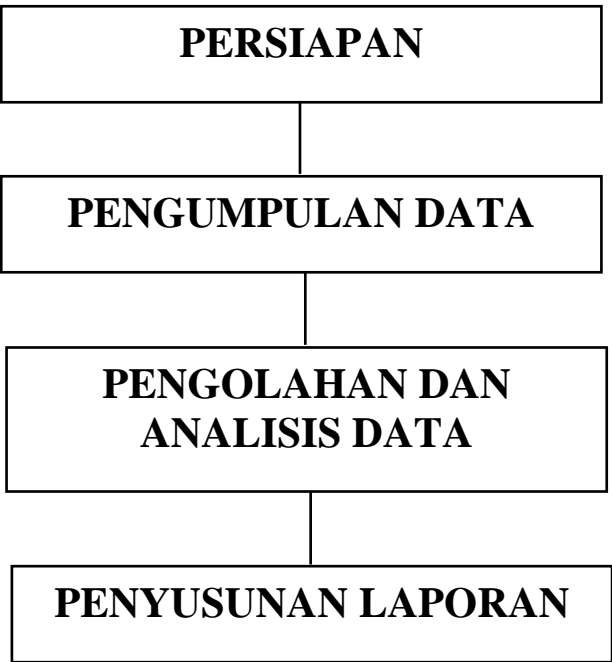 PERSIAPAN
PENGUMPULAN DATA
PENGOLAHAN DAN
ANALISIS DATA
PENYUSUNAN LAPORAN